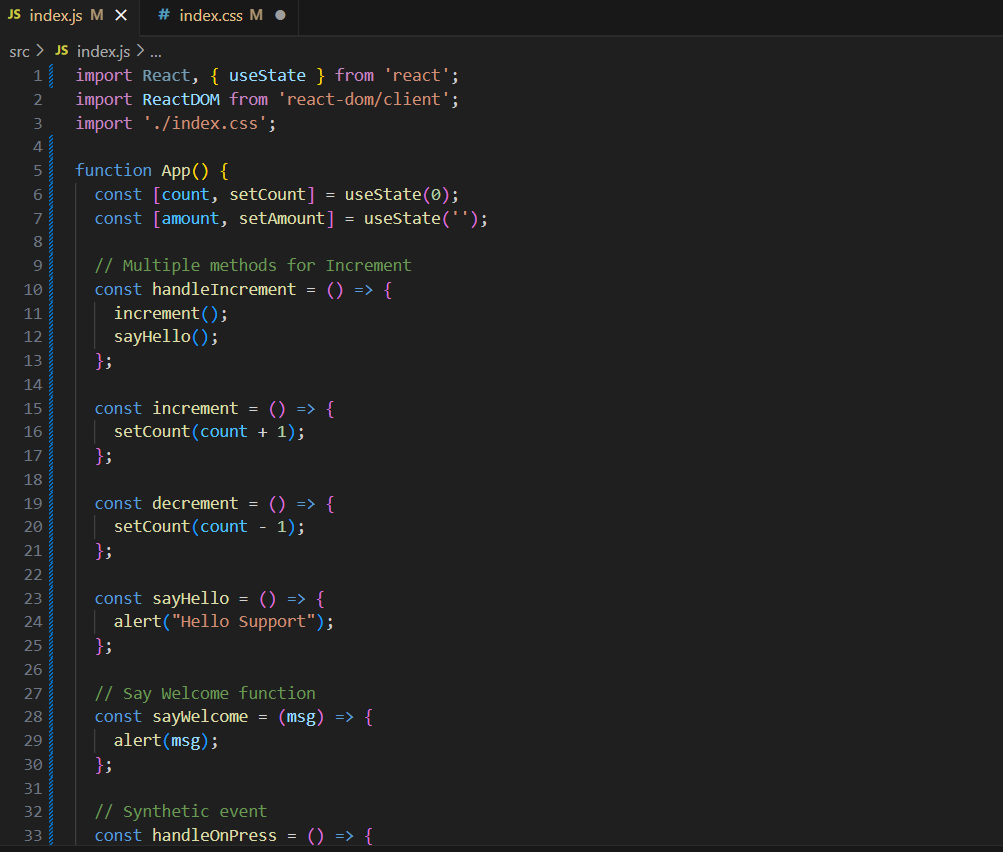 JS index.js M × # index.css M ●
src > JS index.js > ...
1 import React, { useState } from 'react';
2 import ReactDOM from 'react-dom/client';
3 import './index.css';
4
5 function App() {
6   const [count, setCount] = useState(0);
7   const [amount, setAmount] = useState('');
8
9   // Multiple methods for Increment
10   const handleIncrement = () => {
11     increment();
12     sayHello();
13   };
14
15   const increment = () => {
16     setCount(count + 1);
17   };
18
19   const decrement = () => {
20     setCount(count - 1);
21   };
22
23   const sayHello = () => {
24     alert("Hello Support");
25   };
26
27   // Say Welcome function
28   const sayWelcome = (msg) => {
29     alert(msg);
30   };
31
32   // Synthetic event
33   const handleOnPress = () => {